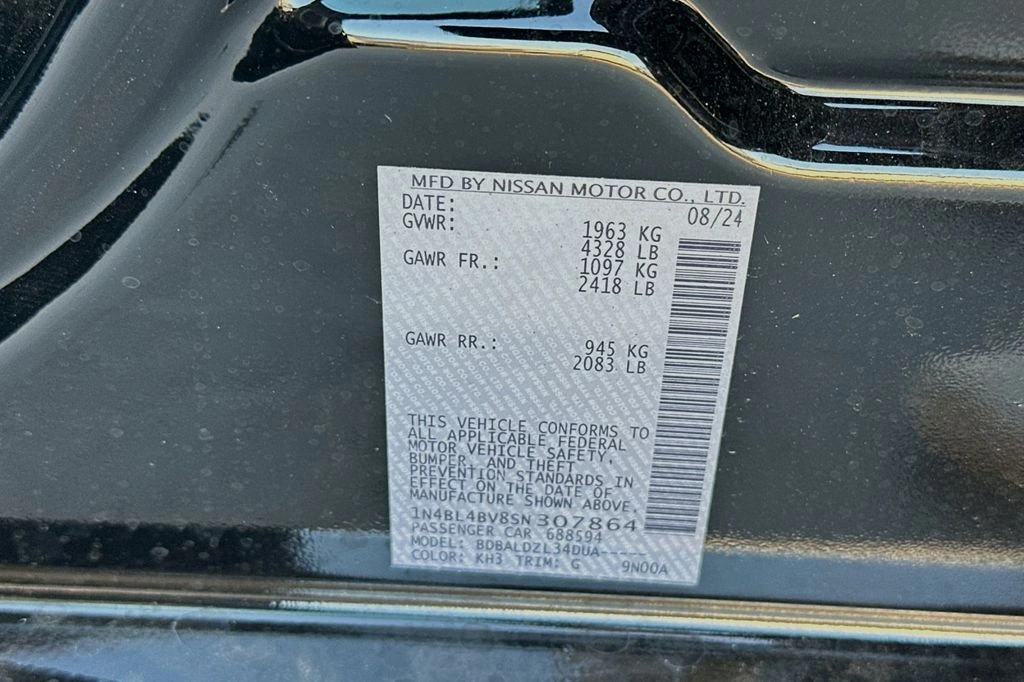 MFD BY NISSAN MOTOR CO., LTD.
DATE: 08/24
GVWR: 1963 KG
4328 LB
GAWR FR.: 1097 KG
2418 LB
GAWR RR.: 945 KG
2083 LB
THIS VEHICLE CONFORMS TO
ALL APPLICABLE FEDERAL
MOTOR VEHICLE SAFETY,
BUMPER, AND THEFT
PREVENTION STANDARDS IN
EFFECT ON THE DATE OF
MANUFACTURE SHOWN ABOVE.
1N4BL4BV8SN307864
PASSENGER CAR 688594
MODEL: BDBALDZL34DUA-----
COLOR: KH3 TRIM: G 9N00A